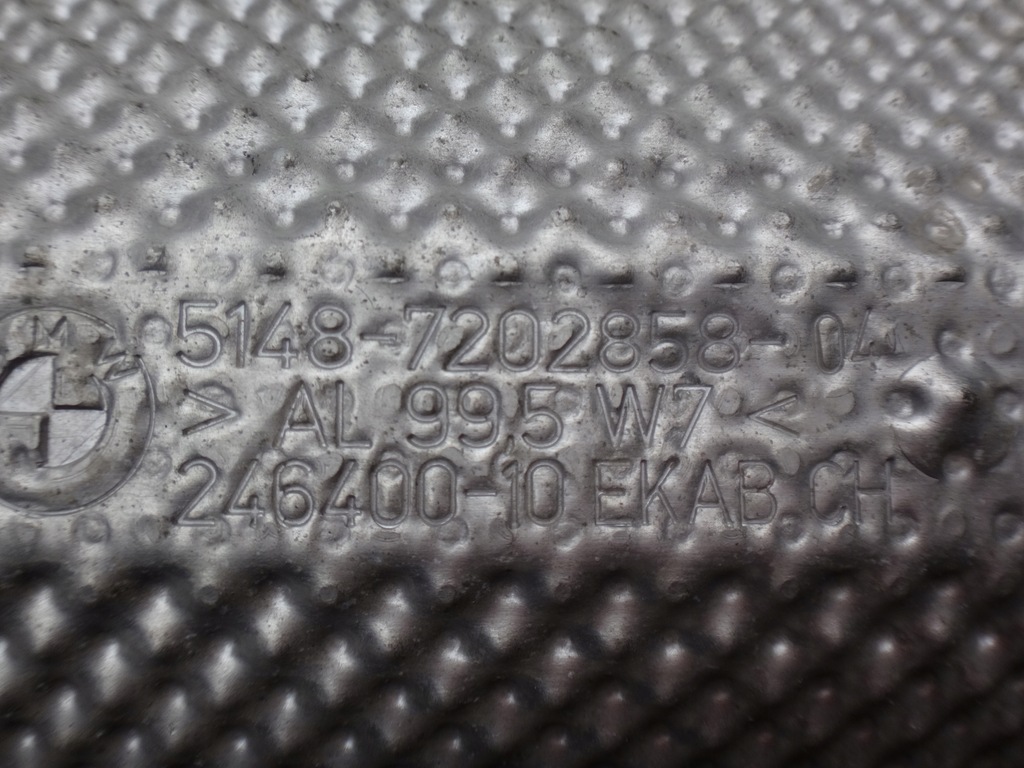 5148-7202858-04
> AL 99,5 W7 <
246400-10 EKAB CH